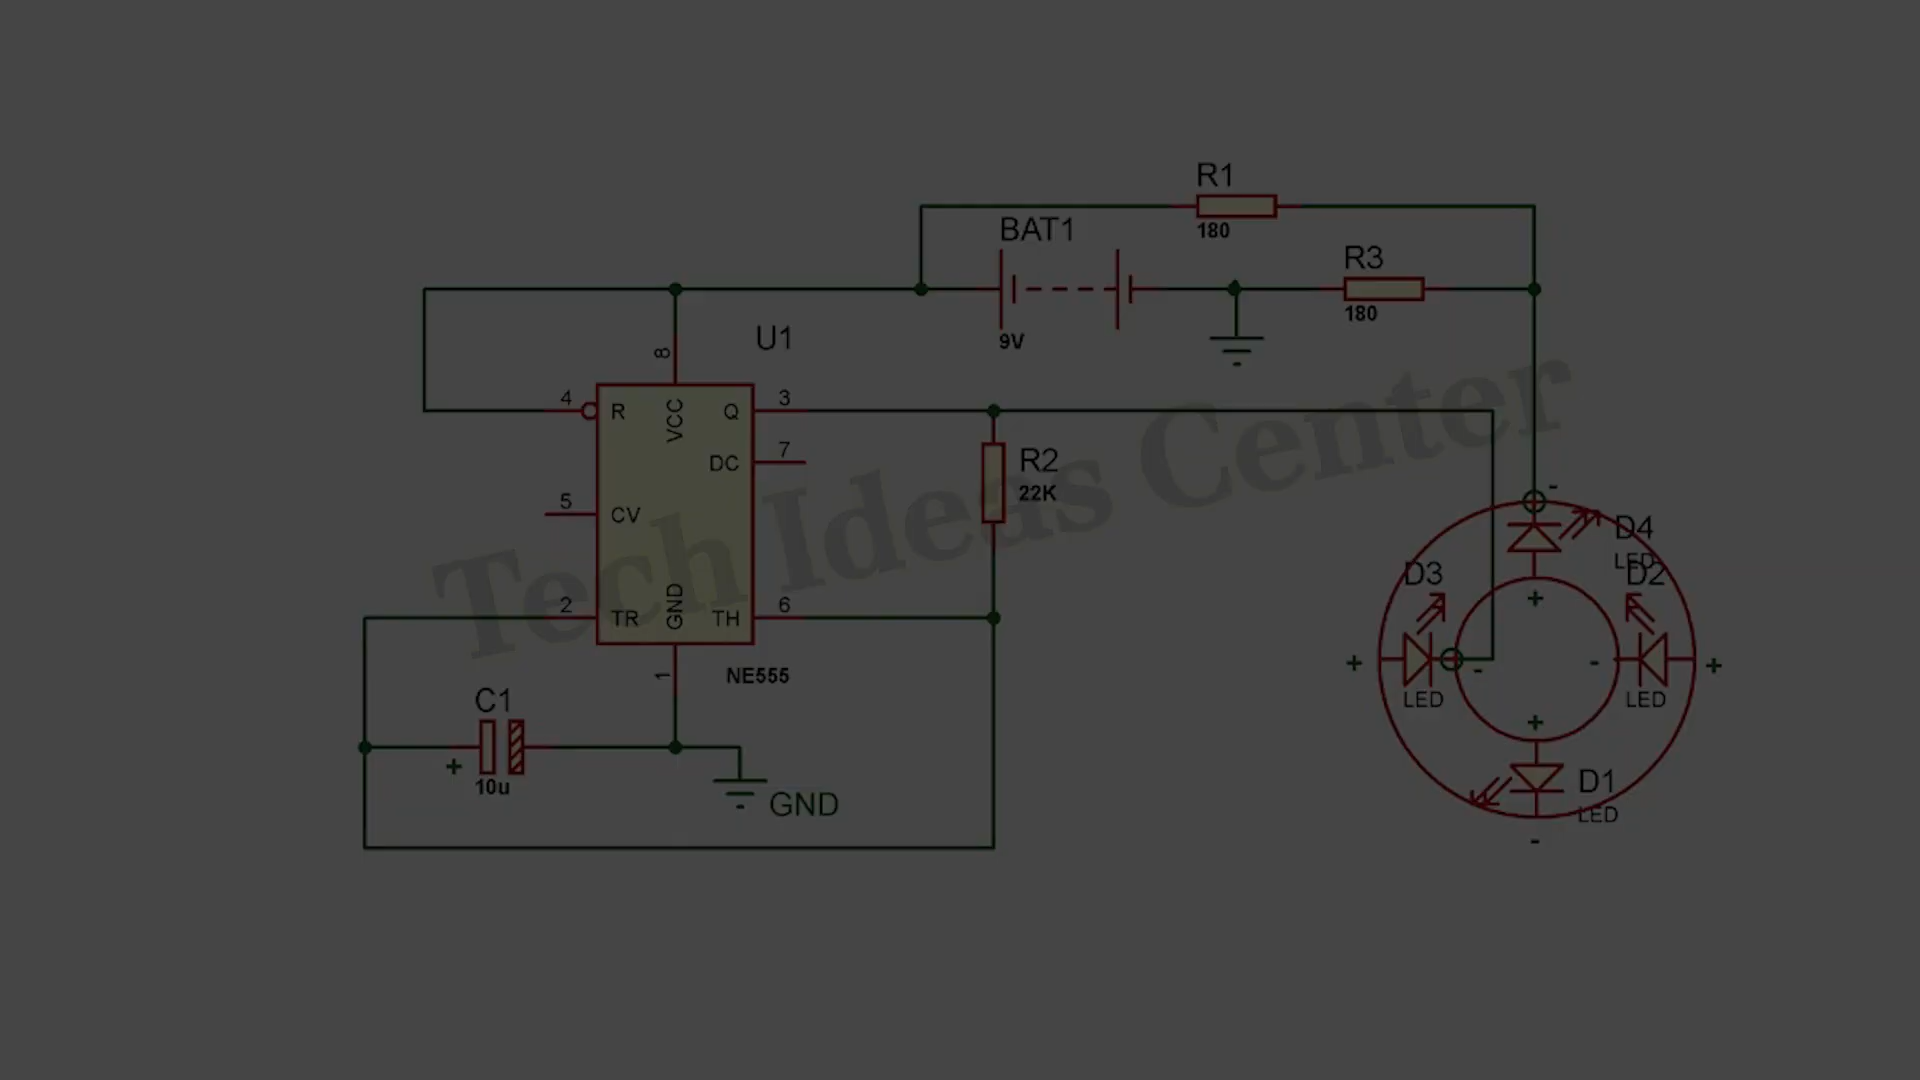 R1
180
BAT1
9V
R3
180
U1
8
4
R
VCC
Q
3
DC
7
5
CV
R2
22K
2
TR
GND
TH
6
1
NE555
C1
+
10u
GND
Tech Ideas Center
-
D4
LED
D3
D2
+
+
LED
-
-
LED
+
+
D1
LED
-